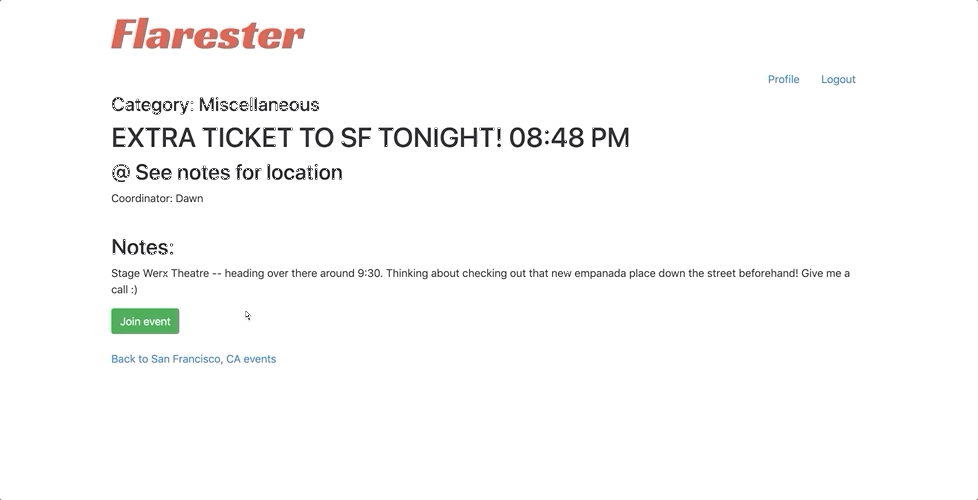 Flarester
Profile Logout
Category: Miscellaneous
EXTRA TICKET TO SF TONIGHT! 08:48 PM
@ See notes for location
Coordinator: Dawn
Notes:
Stage Werx Theatre -- heading over there around 9:30. Thinking about checking out that new empanada place down the street beforehand! Give me a
call :)
Join event
Back to San Francisco, CA events